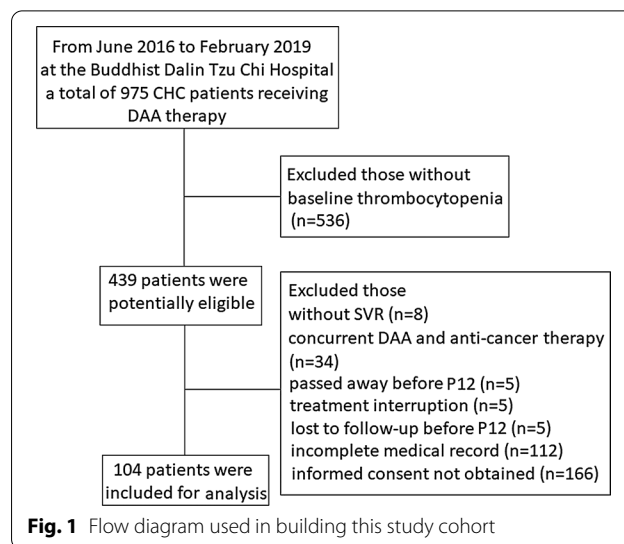 From June 2016 to February 2019
at the Buddhist Dalin Tzu Chi Hospital
a total of 975 CHC patients receiving
DAA therapy
Excluded those without
baseline thrombocytopenia
(n=536)
439 patients were
potentially eligible
Excluded those
without SVR (n=8)
concurrent DAA and anti-cancer therapy
(n=34)
passed away before P12 (n=5)
treatment interruption (n=5)
lost to follow-up before P12 (n=5)
incomplete medical record (n=112)
informed consent not obtained (n=166)
104 patients were
included for analysis
Fig. 1 Flow diagram used in building this study cohort